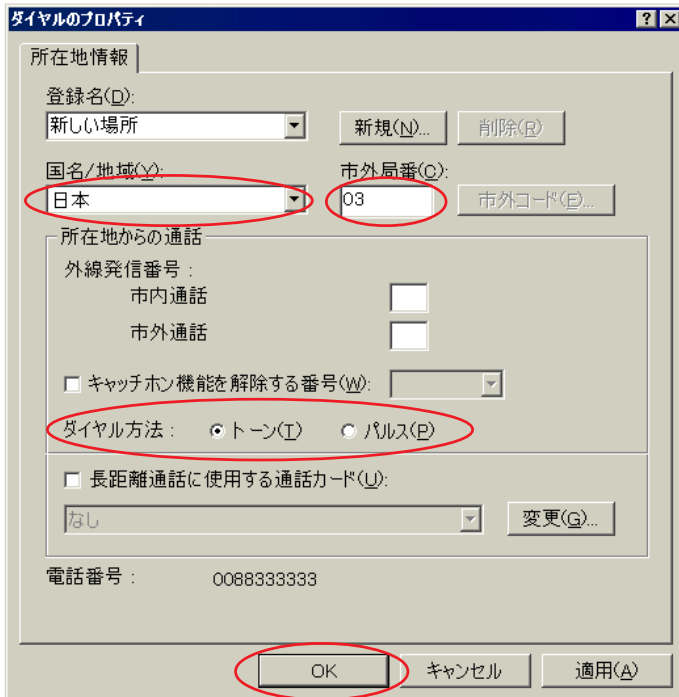 ダイヤルのプロパティ
所在地情報
登録名(D):
新しい場所 新規(N)... 削除(R)
国名/地域(Y): 市外局番(C):
日本 03 市外コード(E)...
所在地からの通話
外線発信番号 :
市内通話
市外通話
キャッチホン機能を解除する番号(W):
ダイヤル方法 : トーン(T) パルス(P)
長距離通話に使用する通話カード(U):
なし 変更(G)...
電話番号 : 0088333333
OK キャンセル 適用(A)